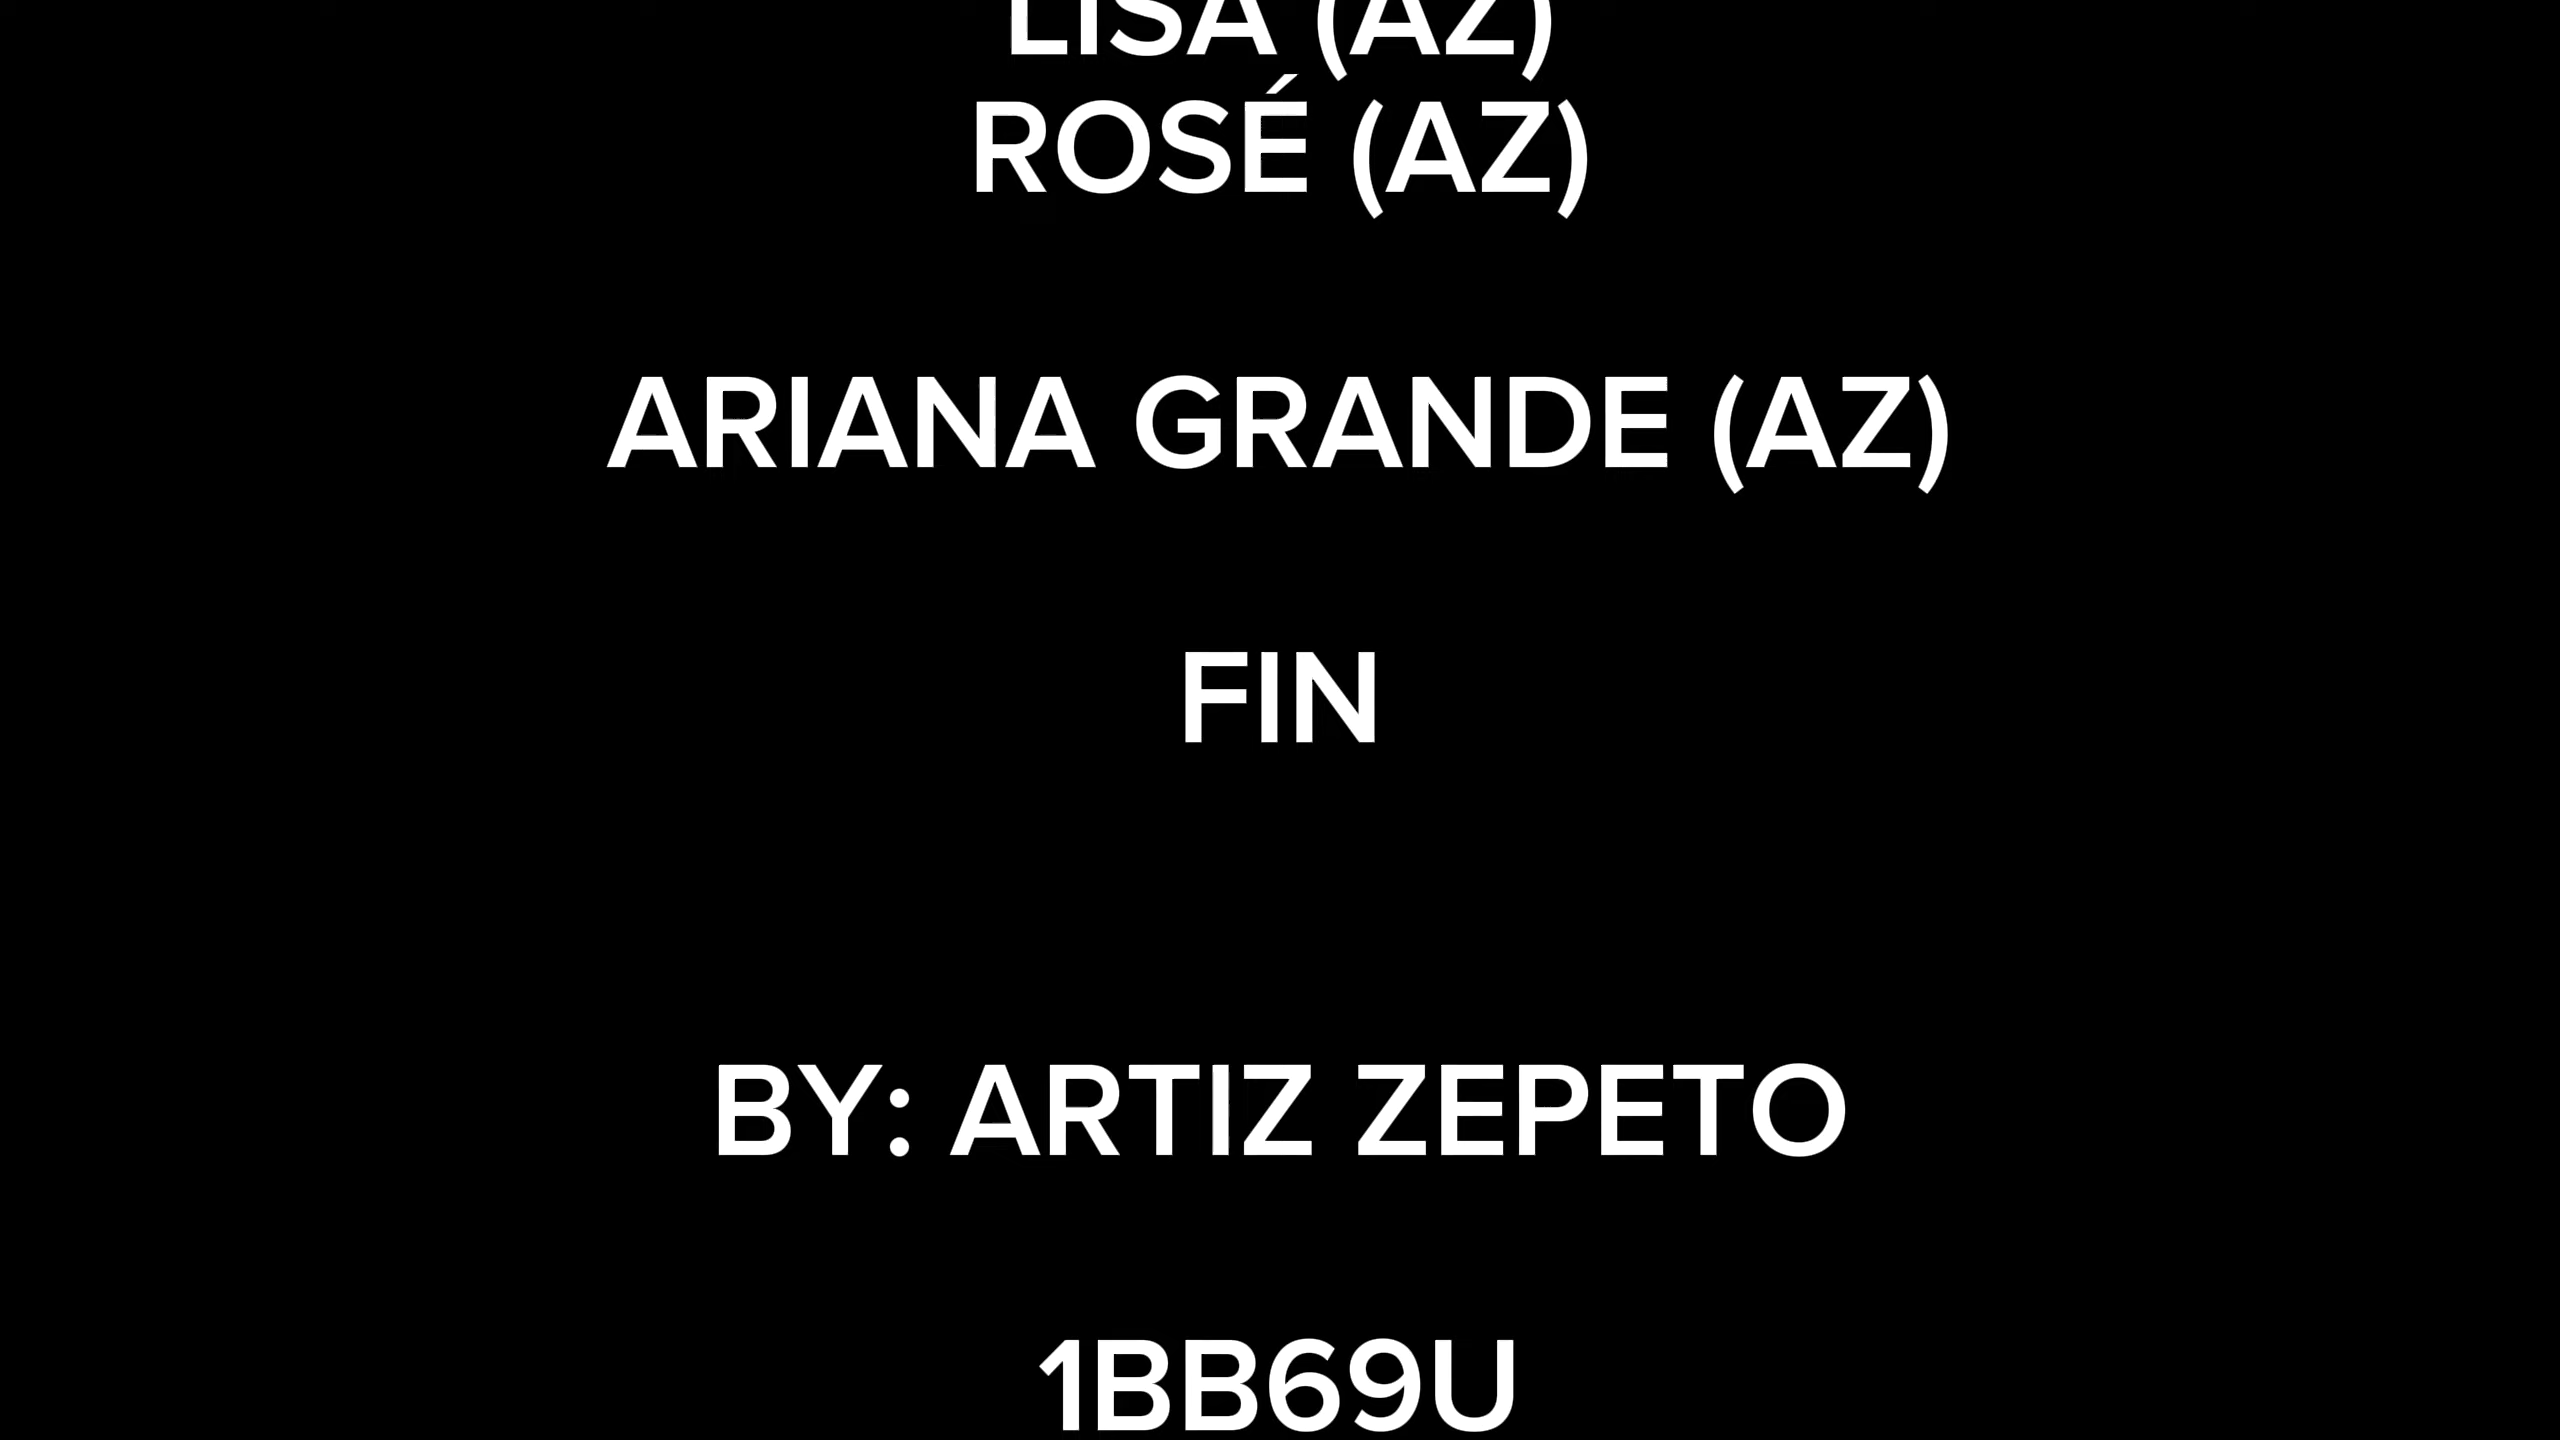 LISA (AZ)
ROSÉ (AZ)
ARIANA GRANDE (AZ)
FIN
BY: ARTIZ ZEPETO
1BB69U